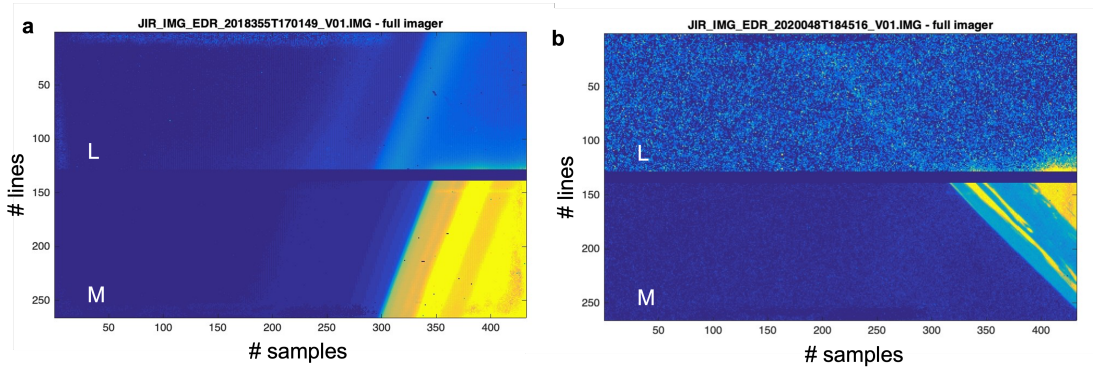 a
JIR_IMG_EDR_2018355T170149_V01.IMG - full imager
50
100
150
200
250
# lines
L
M
50 100 150 200 250 300 350 400
# samples
b
JIR_IMG_EDR_2020048T184516_V01.IMG - full imager
50
100
150
200
250
# lines
L
M
50 100 150 200 250 300 350 400
# samples